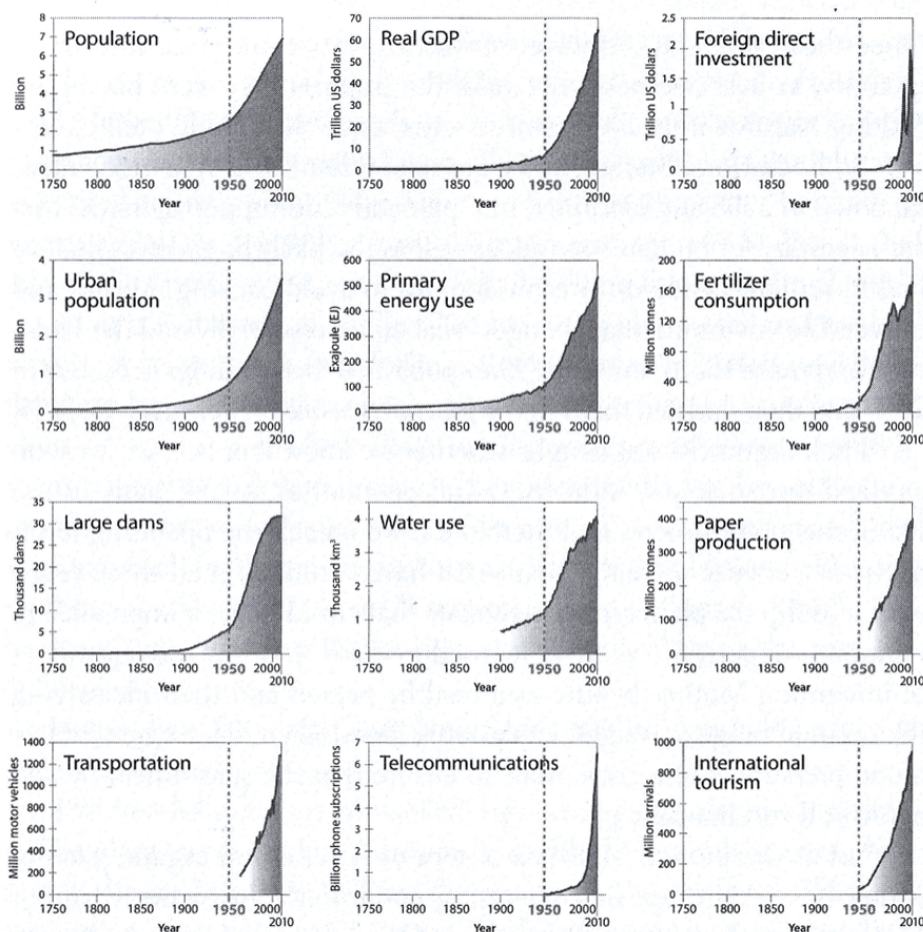 Population
Billion
8
7
6
5
4
3
2
1
0
1750 1800 1850 1900 1950 2000
2010
Year
Real GDP
Trillion US dollars
70
60
50
40
30
20
10
0
1750 1800 1850 1900 1950 2000
2010
Year
Foreign direct
investment
Trillion US dollar
2.5
2.0
1.5
1.0
0.5
0.0
1750 1800 1850 1900 1950 2000
2010
Year
Urban
population
Billion
4
3
2
1
0
1750 1800 1850 1900 1950 2000
2010
Year
Primary
energy use
Exajoule (EJ)
600
500
400
300
200
100
0
1750 1800 1850 1900 1950 2000
2010
Year
Fertilizer
consumption
Million tonnes
200
160
120
80
40
0
1750 1800 1850 1900 1950 2000
2010
Year
Large dams
Thousand dams
35
30
25
20
15
10
5
0
1750 1800 1850 1900 1950 2000
2010
Year
Water use
Thousand km³
4
3
2
1
0
1750 1800 1850 1900 1950 2000
2010
Year
Paper
production
Million tonne
400
300
200
100
0
1750 1800 1850 1900 1950 2000
2010
Year
Transportation
Million motor vehicles
1400
1200
1000
800
600
400
200
0
1750 1800 1850 1900 1950 2000
2010
Year
Telecommunications
Billion phone subscriptions
7
6
5
4
3
2
1
0
1750 1800 1850 1900 1950 2000
2010
Year
International
tourism
Million arrivals
1000
800
600
400
200
0
1750 1800 1850 1900 1950 2000
2010
Year